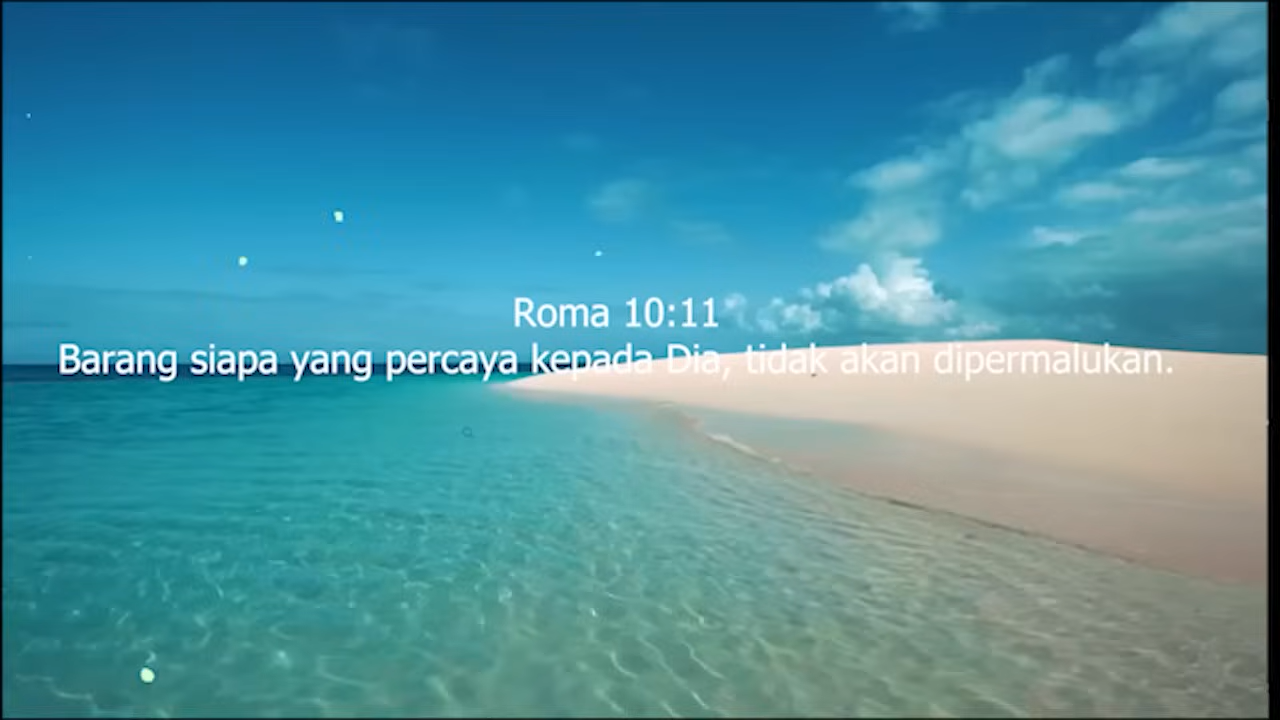 Roma 10:11
Barang siapa yang percaya kepada Dia, tidak akan dipermalukan.